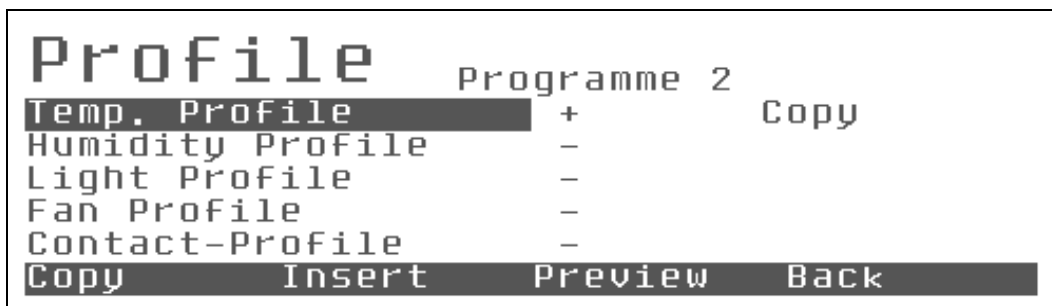 Profile Programme 2
Temp. Profile + Copy
Humidity Profile -
Light Profile -
Fan Profile -
Contact-Profile -
Copy Insert Preview Back